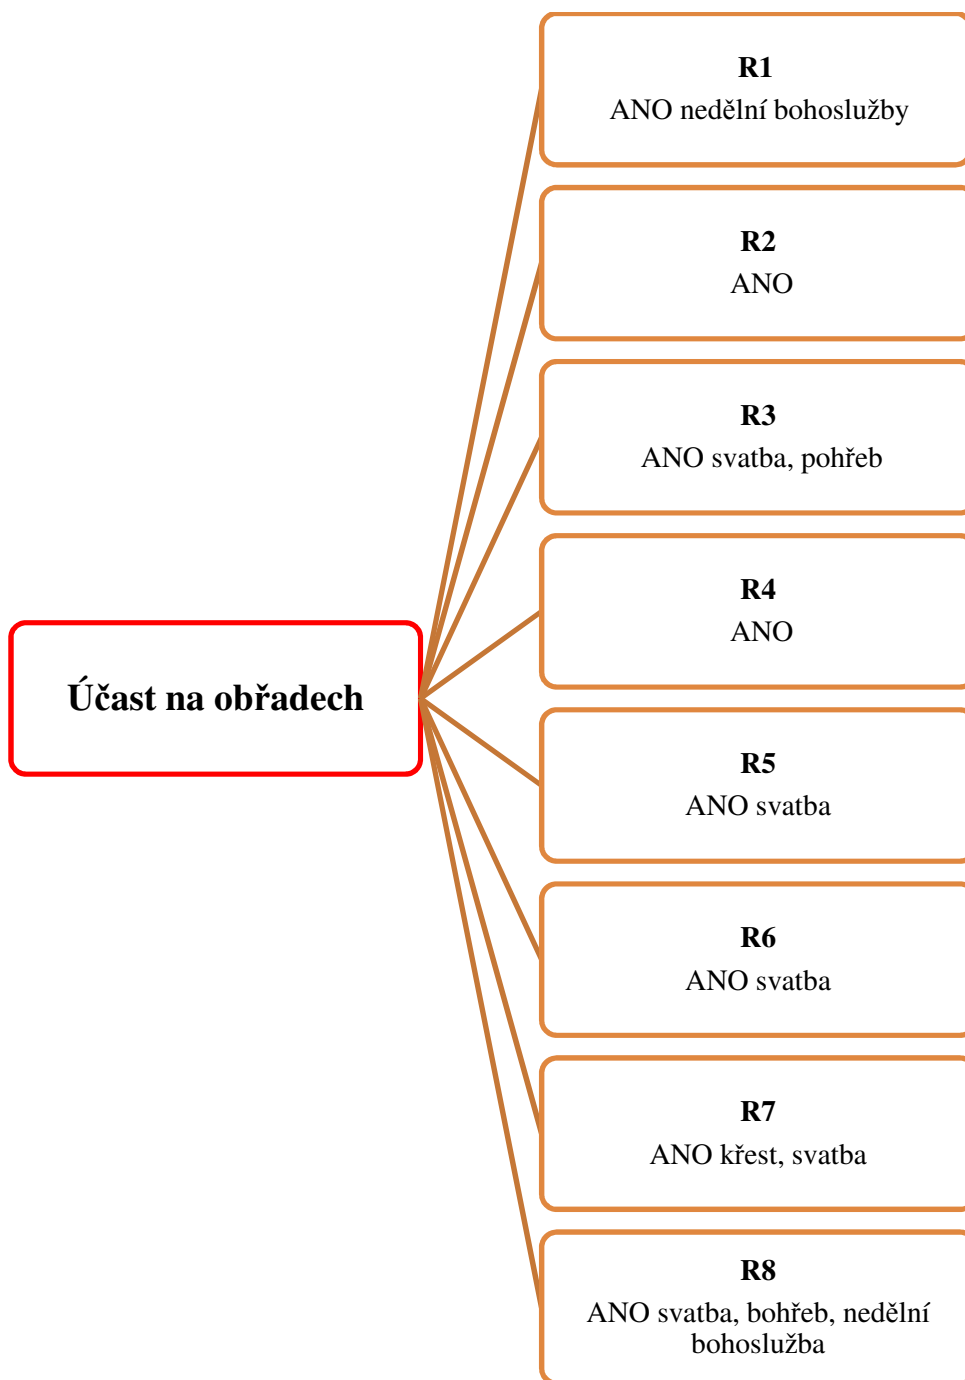 R1
ANO nedělní bohoslužby
R2
ANO
R3
ANO svatba, pohřeb
R4
ANO
Účast na obřadech
R5
ANO svatba
R6
ANO svatba
R7
ANO křest, svatba
R8
ANO svatba, bohřeb, nedělní
bohoslužba